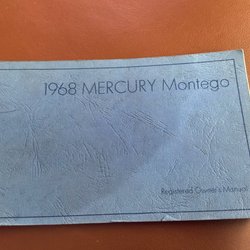 1968 MERCURY Montego
Registered Owner's Manual